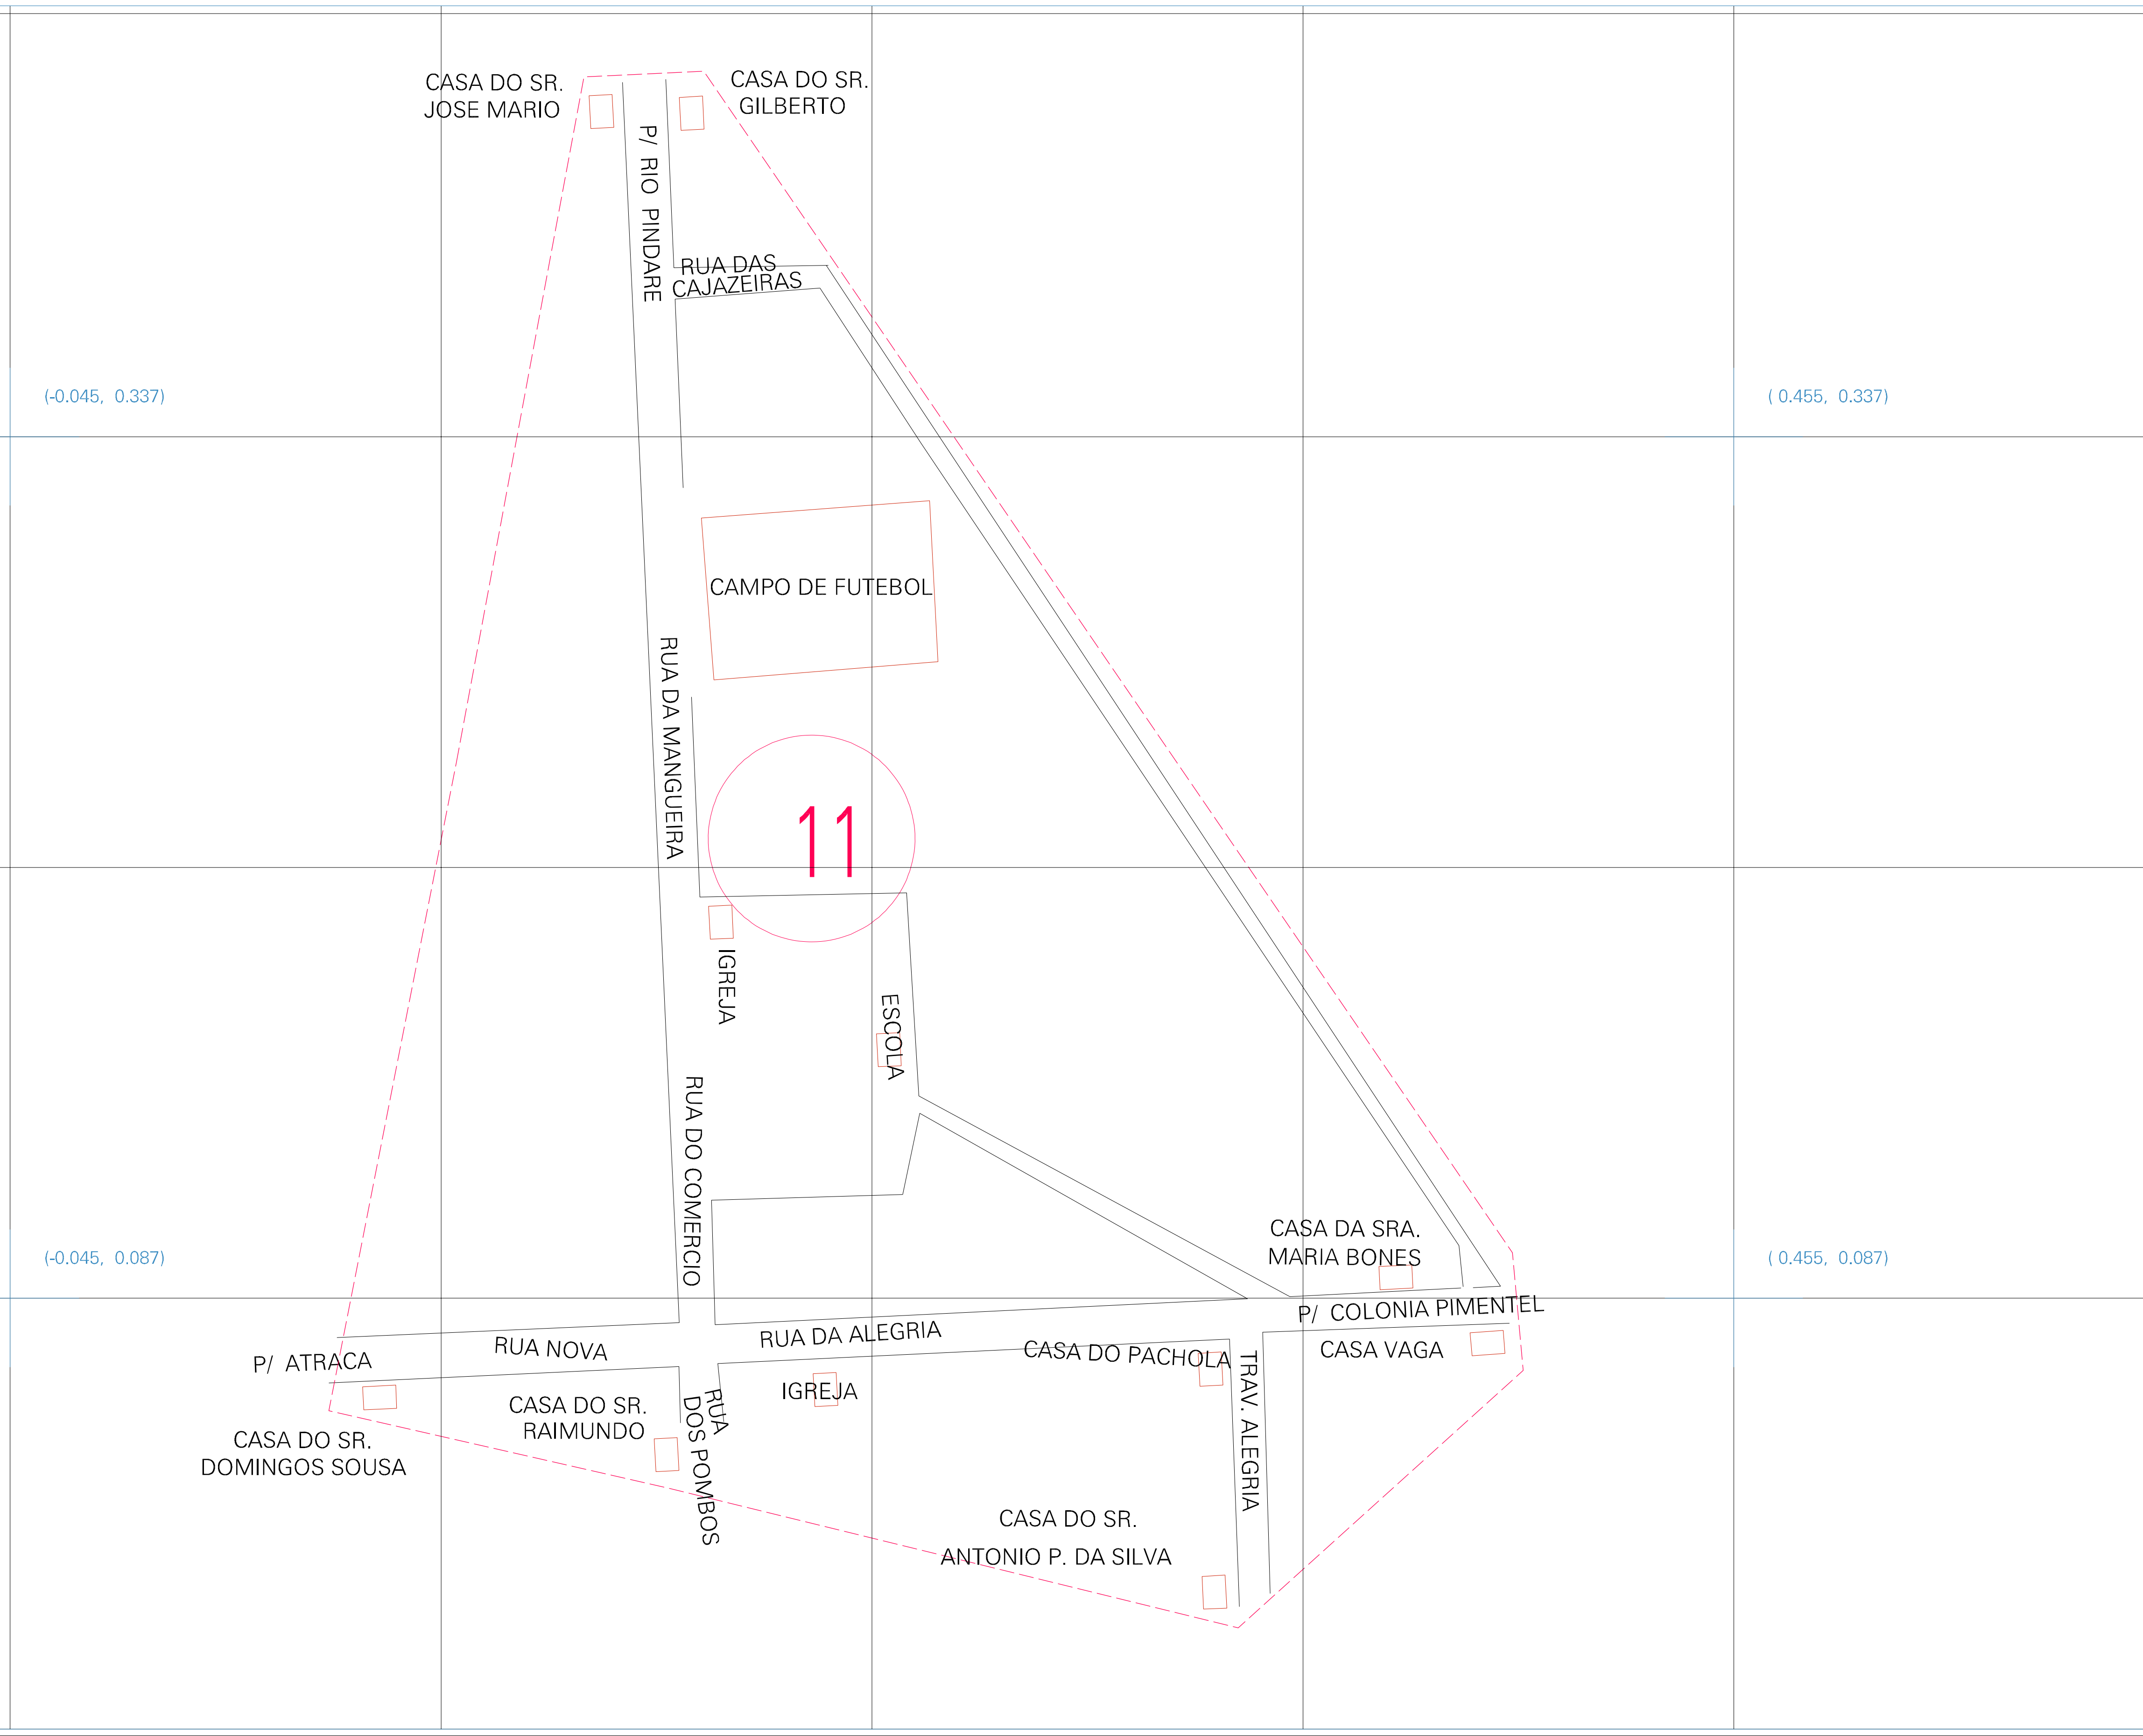 CASA DO SR.
JOSE MARIO
CASA DO SR.
GILBERTO
P/ RIO PINDARE
RUA DAS
CAJAZEIRAS
(-0.045, 0.337)
( 0.455, 0.337)
CAMPO DE FUTEBOL
RUA DA MANGUEIRA
11
IGREJA
ESCOLA
RUA DO COMERCIO
CASA DA SRA.
MARIA BONES
(-0.045, 0.087)
( 0.455, 0.087)
P/ COLONIA PIMENTEL
RUA DA ALEGRIA
RUA NOVA
P/ ATRACA
CASA DO PACHOLA
CASA VAGA
TRAV. ALEGRIA
IGREJA
RUA
DOS POMBOS
CASA DO SR.
RAIMUNDO
CASA DO SR.
DOMINGOS SOUSA
CASA DO SR.
ANTONIO P. DA SILVA